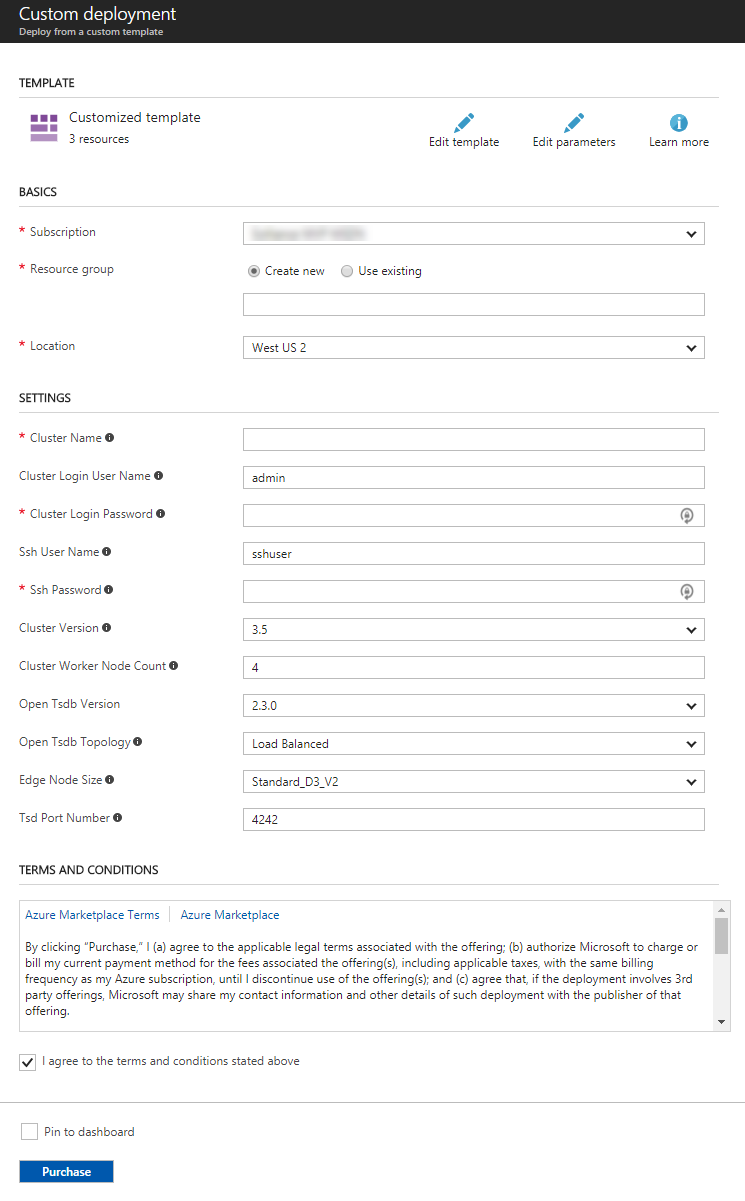 Custom deployment
Deploy from a custom template
TEMPLATE
Customized template
3 resources
Edit template
Edit parameters
Learn more
BASICS
* Subscription
* Resource group
Create new
Use existing
* Location
West US 2
SETTINGS
* Cluster Name
Cluster Login User Name
admin
* Cluster Login Password
Ssh User Name
sshuser
* Ssh Password
Cluster Version
3.5
Cluster Worker Node Count
4
Open Tsdb Version
2.3.0
Open Tsdb Topology
Load Balanced
Edge Node Size
Standard_D3_V2
Tsd Port Number
4242
TERMS AND CONDITIONS
Azure Marketplace Terms | Azure Marketplace
By clicking “Purchase,” I (a) agree to the applicable legal terms associated with the offering; (b) authorize Microsoft to charge or
bill my current payment method for the fees associated the offering(s), including applicable taxes, with the same billing
frequency as my Azure subscription, until I discontinue use of the offering(s); and (c) agree that, if the deployment involves 3rd
party offerings, Microsoft may share my contact information and other details of such deployment with the publisher of that
offering.
I agree to the terms and conditions stated above
Pin to dashboard
Purchase